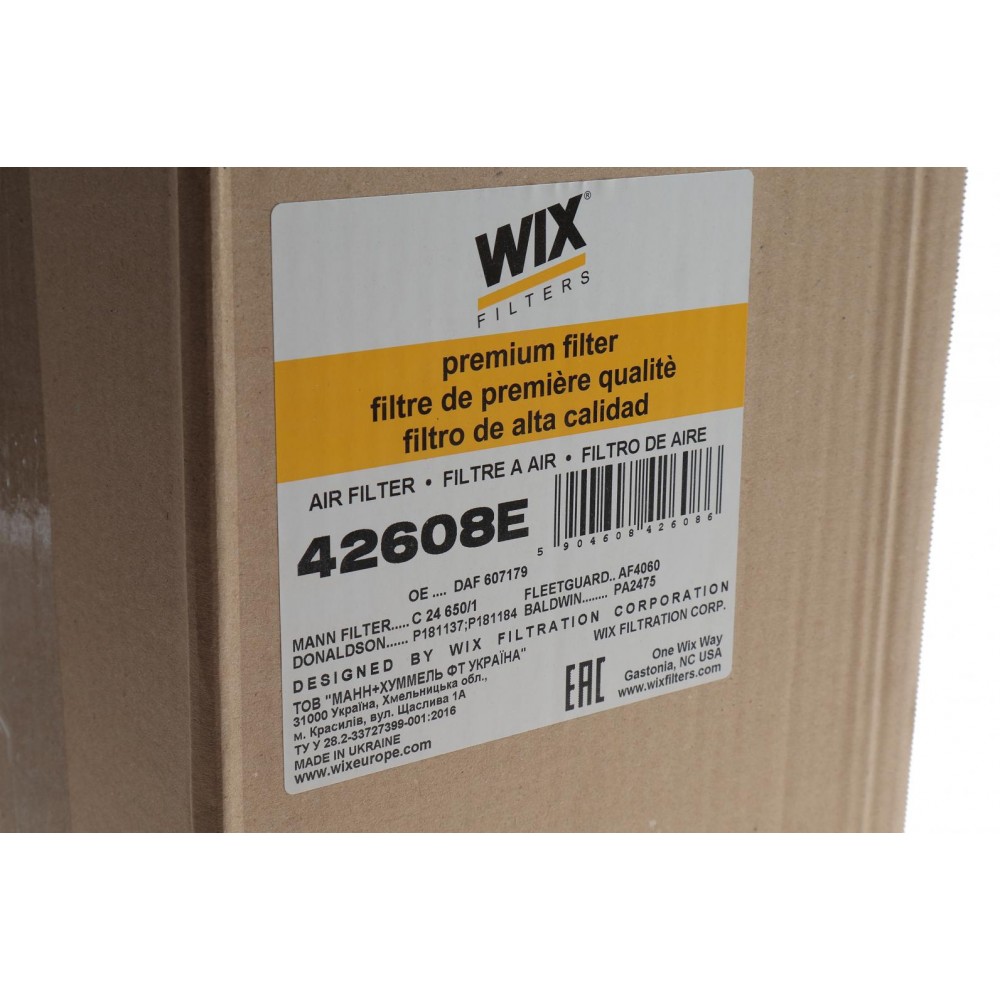 WIX®
FILTERS
premium filter
filtre de première qualitè
filtro de alta calidad
AIR FILTER • FILTRE A AIR • FILTRO DE AIRE
42608E
5 904608 426086
OE .... DAF 607179
MANN FILTER..... C 24 650/1
DONALDSON...... P181137;P181184
FLEETGUARD.. AF4060
BALDWIN........ PA2475
DESIGNED BY WIX FILTRATION CORPORATION
ТОВ "МАНН+ХУММЕЛЬ ФТ УКРАЇНА"
31000 Україна, Хмельницька обл.,
м. Красилів, вул. Щаслива 1А
ТУ У 28.2-33727399-001:2016
MADE IN UKRAINE
www.wixeurope.com
EAC
WIX FILTRATION CORP.
One Wix Way
Gastonia, NC USA
www.wixfilters.com